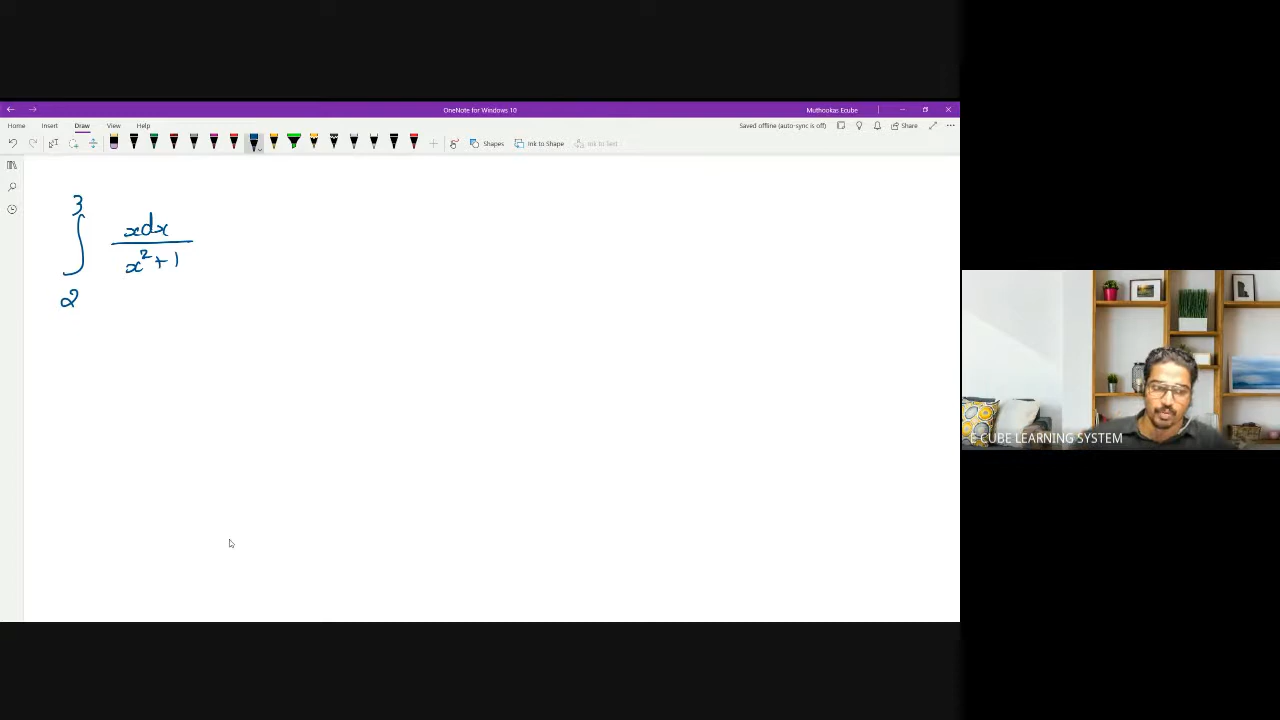 OneNote for Windows 10
Muthookas Ecube
Home Insert Draw View Help
Saved offline (auto-sync is off)
Share
Shapes
Ink to Shape
Ink to Text
3
∫ xdx
x²+1
2
E CUBE LEARNING SYSTEM